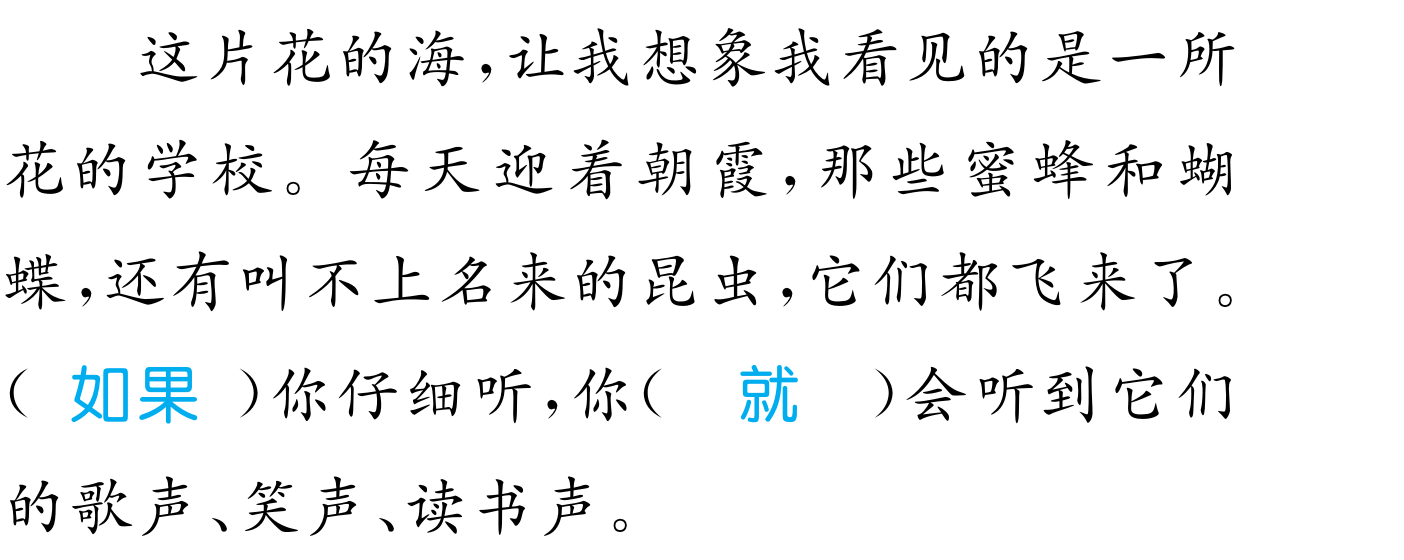 这片花的海，让我想象我看见的是一所
花的学校。每天迎着朝霞，那些蜜蜂和蝴
蝶，还有叫不上名来的昆虫，它们都飞来了。
（ 如果 ）你仔细听，你（ 就 ）会听到它们
的歌声、笑声、读书声。